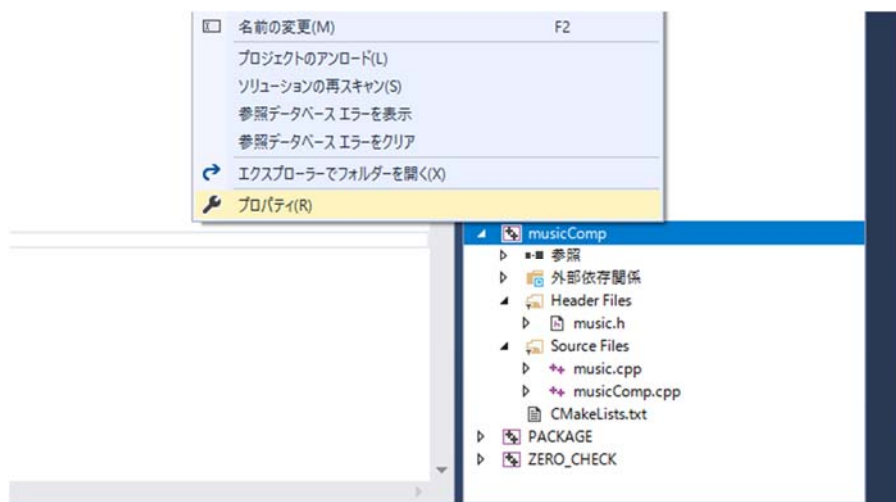 名前の変更(M) F2
プロジェクトのアンロード(L)
ソリューションの再スキャン(S)
参照データベース エラーを表示
参照データベース エラーをクリア
エクスプローラーでフォルダーを開く(X)
プロパティ(R)
musicComp
参照
外部依存関係
Header Files
music.h
Source Files
music.cpp
musicComp.cpp
CMakeLists.txt
PACKAGE
ZERO_CHECK